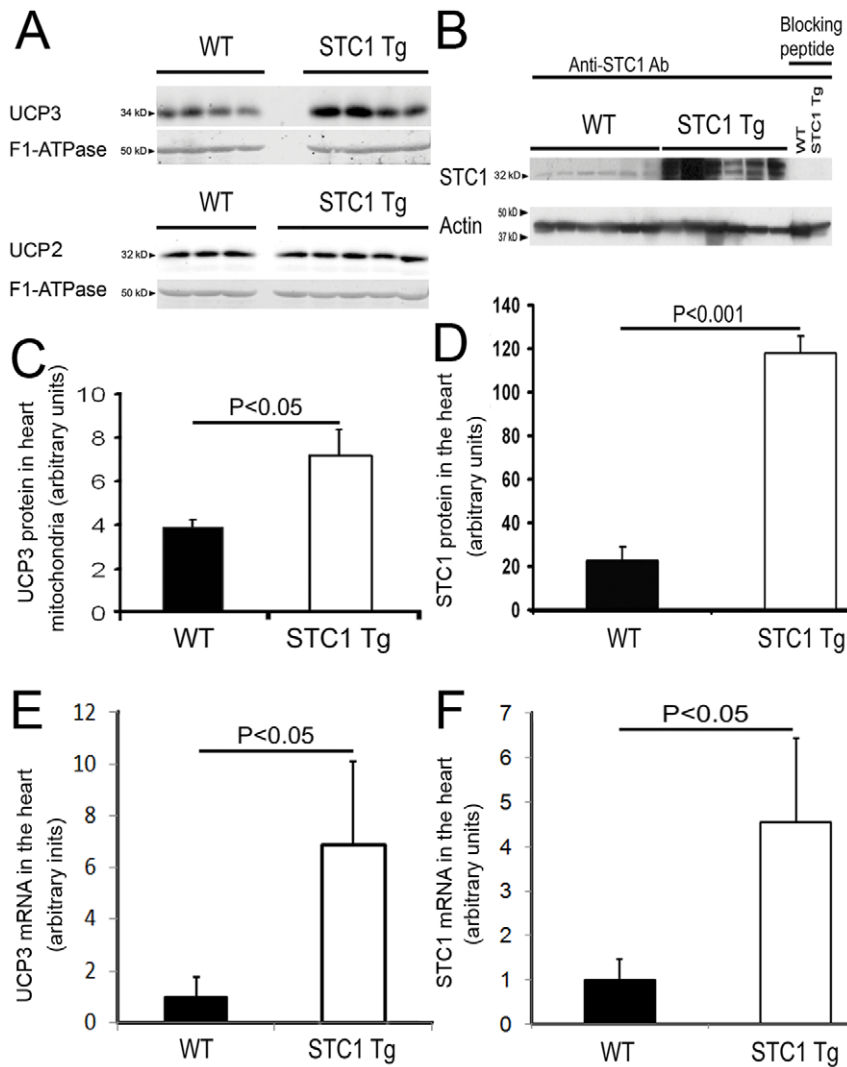 A
WT STC1 Tg
UCP3 34 kD
F1-ATPase 50 kD
WT STC1 Tg
UCP2 32 kD
F1-ATPase 50 kD
B
Blocking
peptide
Anti-STC1 Ab
WT STC1 Tg
WT
STC1 Tg
STC1 32 kD
50 kD
Actin
37 kD
C
UCP3 protein in heart
mitochondria (arbitrary units)
10
8
6
4
2
0
P<0.05
WT STC1 Tg
D
STC1 protein in the heart
(arbitrary units)
140
120
100
80
60
40
20
0
P<0.001
WT STC1 Tg
E
UCP3 mRNA in the heart
(arbitrary inits)
12
10
8
6
4
2
0
P<0.05
WT STC1 Tg
F
STC1 mRNA in the heart
(arbitrary units)
7
6
5
4
3
2
1
0
P<0.05
WT STC1 Tg